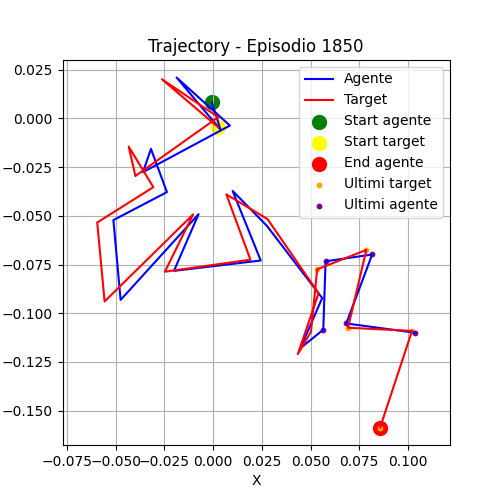 Trajectory - Episodio 1850
0.025
0.000
−0.025
−0.050
−0.075
−0.100
−0.125
−0.150
Agente
Target
Start agente
Start target
End agente
Ultimi target
Ultimi agente
−0.075 −0.050 −0.025 0.000 0.025 0.050 0.075 0.100
X